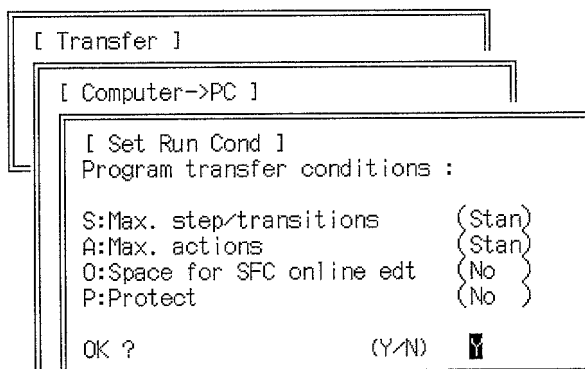 [ Transfer ]
[ Computer->PC ]
[ Set Run Cond ]
Program transfer conditions :
S:Max. step/transitions (Stan)
A:Max. actions (Stan)
O:Space for SFC online edt (No )
P:Protect (No )
OK ? (Y/N) Y